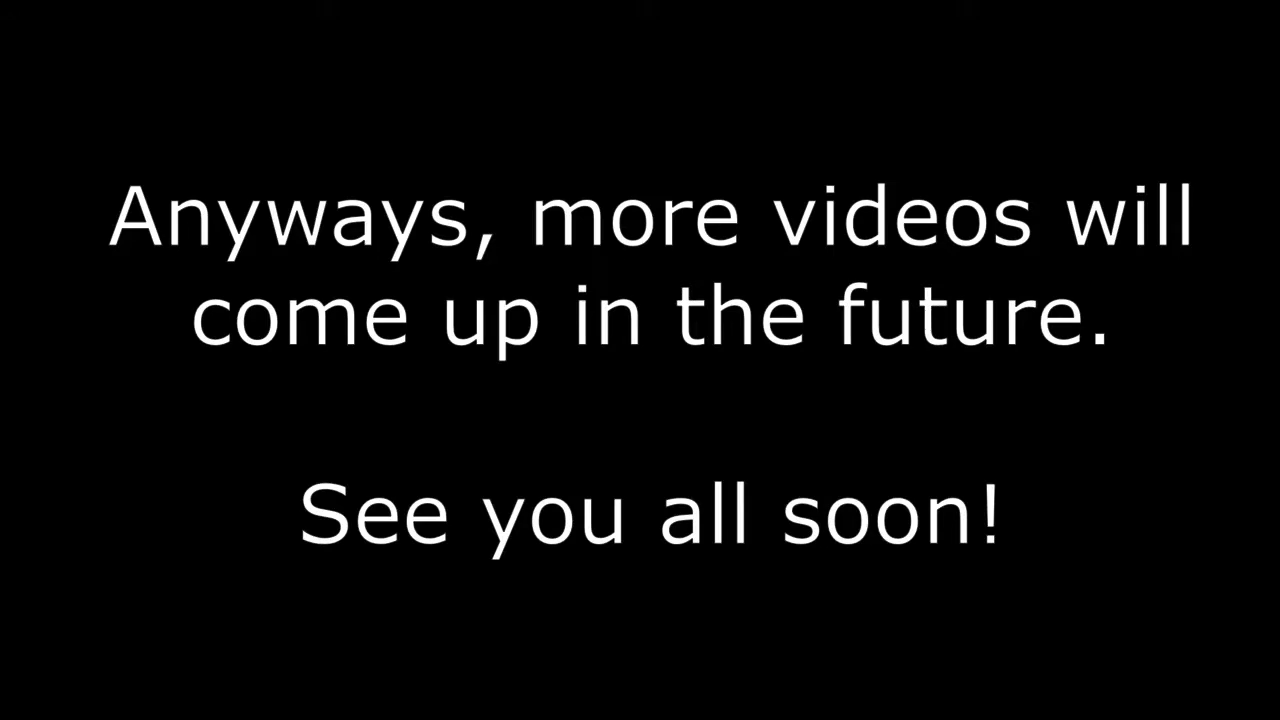 Anyways, more videos will
come up in the future.
See you all soon!